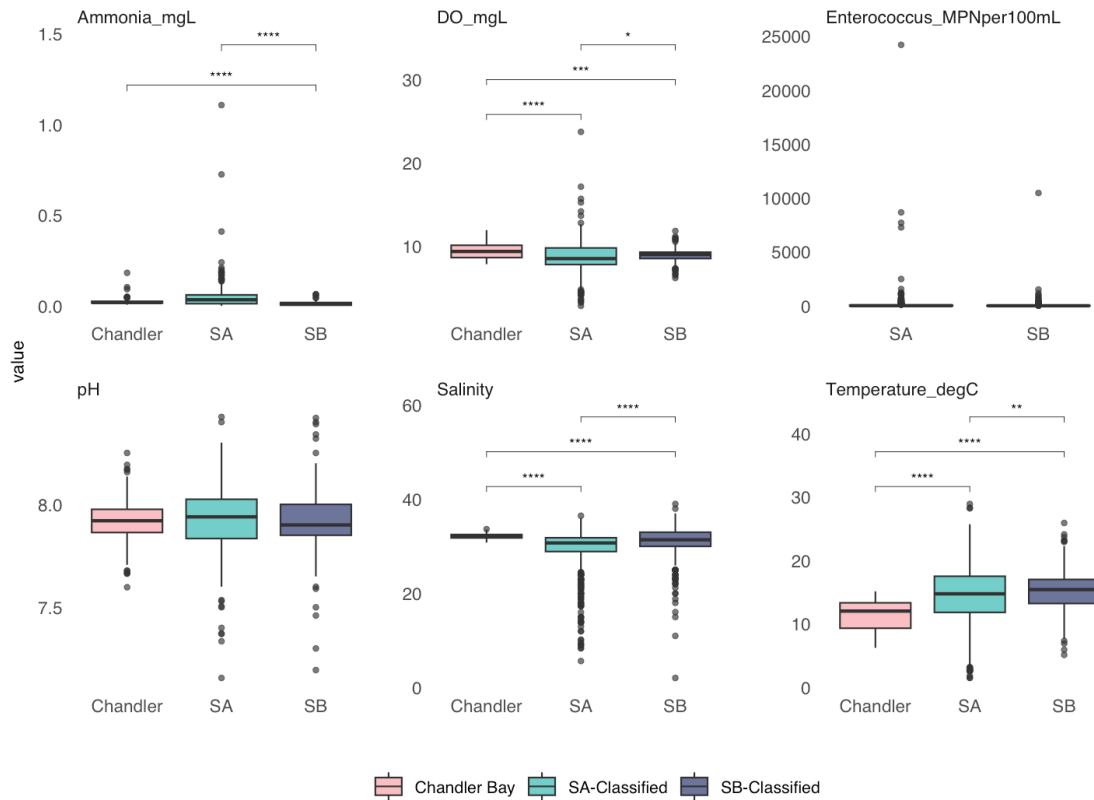 Ammonia_mgL
1.5
1.0
0.5
0.0
****
****
Chandler SA SB
DO_mgL
30
20
10
*
***
****
Chandler SA SB
Enterococcus_MPNper100mL
25000
20000
15000
10000
5000
0
SA SB
value
pH
8.0
7.5
Chandler SA SB
Salinity
60
40
20
0
****
****
****
Chandler SA SB
Temperature_degC
40
30
20
10
0
**
****
****
Chandler SA SB
Chandler Bay SA-Classified SB-Classified